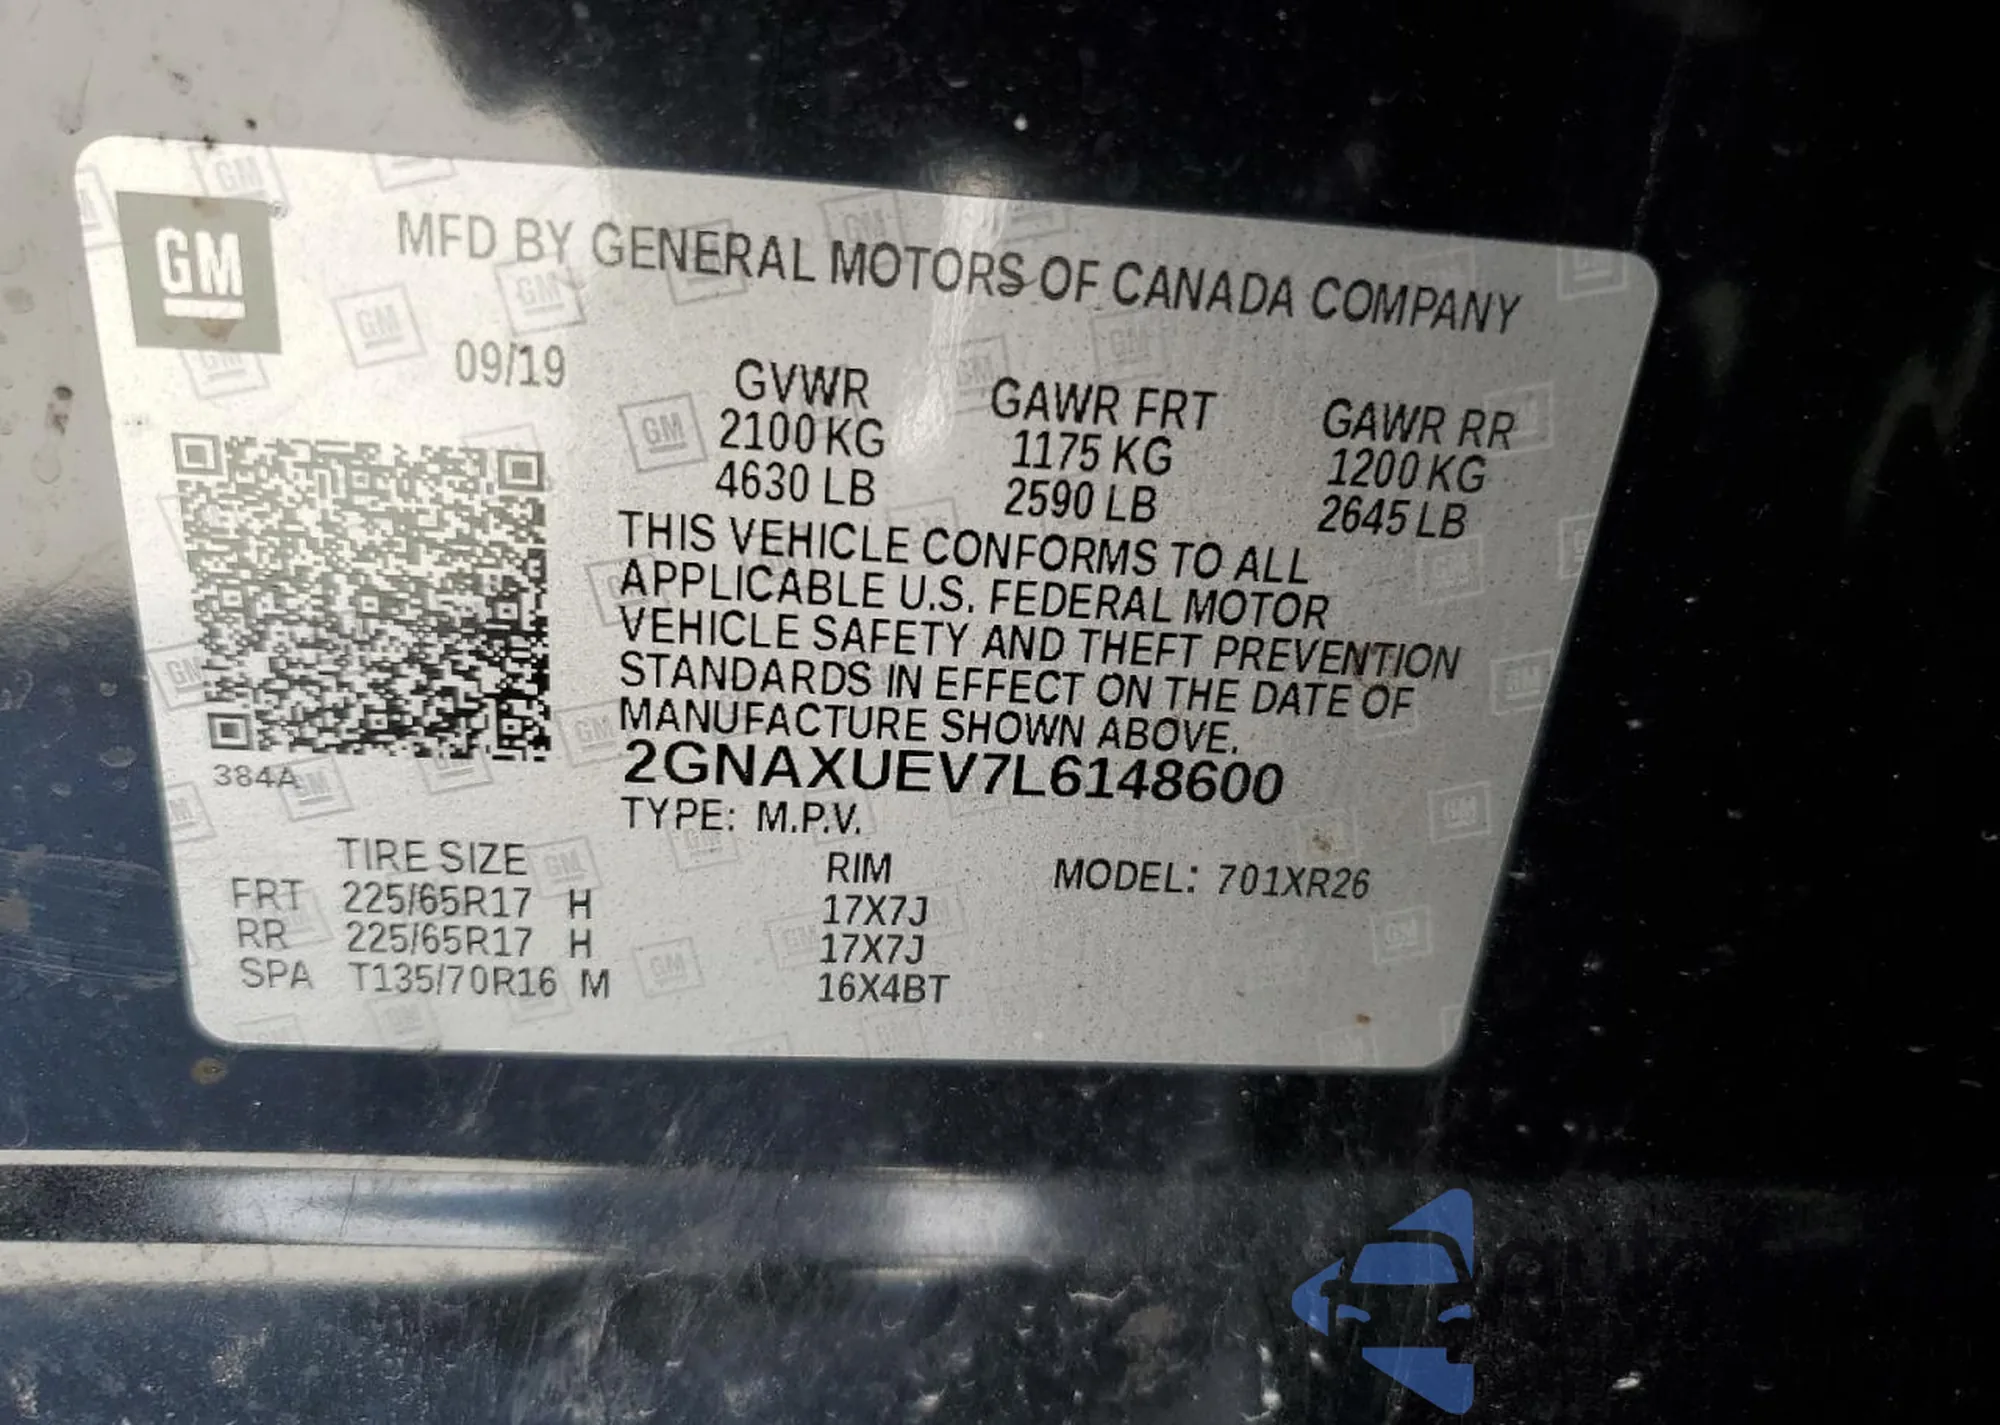 GM
MFD BY GENERAL MOTORS OF CANADA COMPANY
09/19
GVWR GAWR FRT GAWR RR
2100 KG 1175 KG 1200 KG
4630 LB 2590 LB 2645 LB
THIS VEHICLE CONFORMS TO ALL
APPLICABLE U.S. FEDERAL MOTOR
VEHICLE SAFETY AND THEFT PREVENTION
STANDARDS IN EFFECT ON THE DATE OF
MANUFACTURE SHOWN ABOVE.
384A
2GNAXUEV7L6148600
TYPE: M.P.V.
TIRE SIZE RIM MODEL: 701XR26
FRT 225/65R17 H 17X7J
RR 225/65R17 H 17X7J
SPA T135/70R16 M 16X4BT